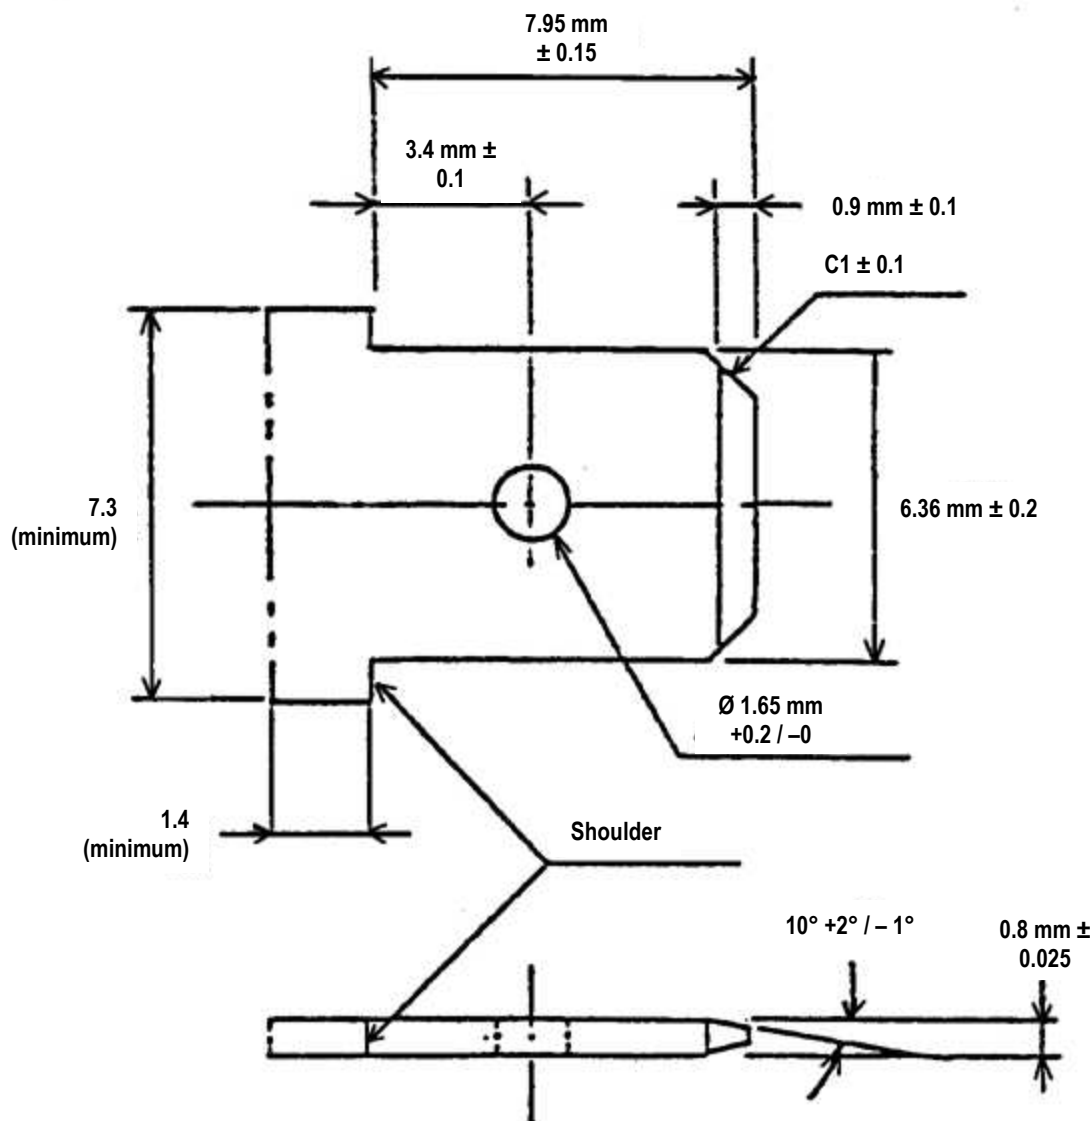 7.95 mm
± 0.15
3.4 mm ±
0.1
0.9 mm ± 0.1
C1 ± 0.1
7.3
(minimum)
6.36 mm ± 0.2
Ø 1.65 mm
+0.2 / –0
1.4
(minimum)
Shoulder
10° +2° / – 1°
0.8 mm ±
0.025